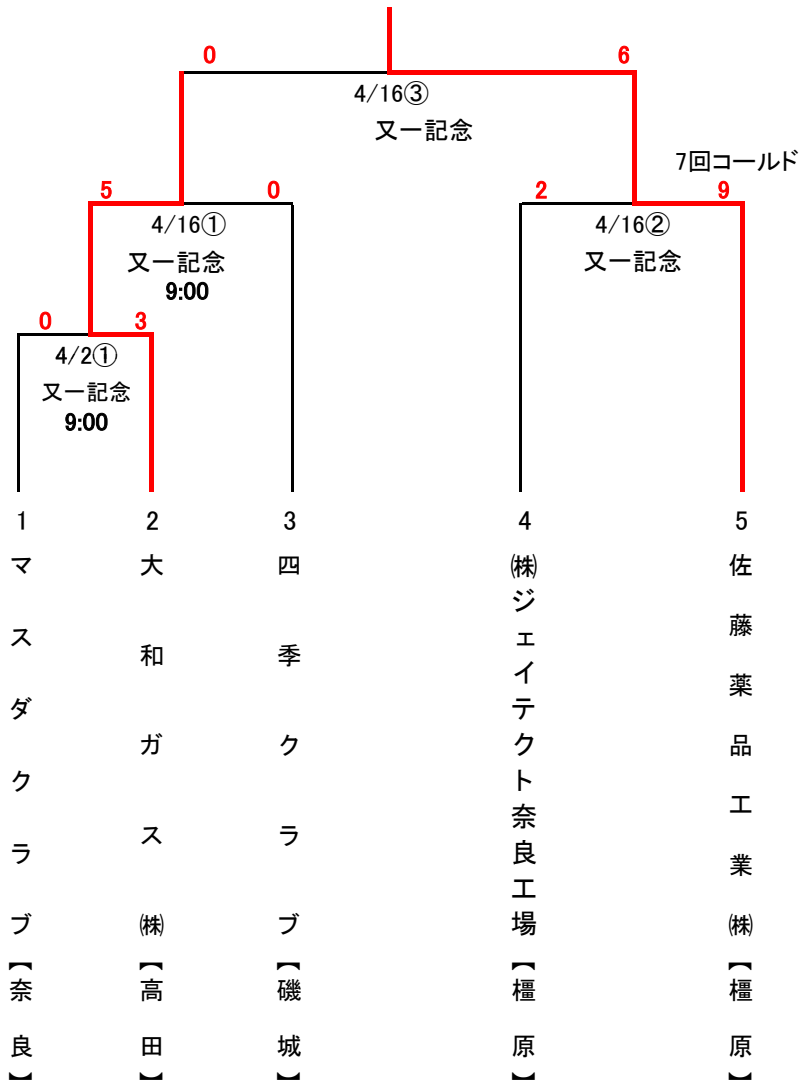 0 6
4/16③
又一記念
7回コールド
5 0 2 9
4/16① 4/16②
又一記念 又一記念
9:00
0 3
4/2①
又一記念
9:00
1 2 3 4 5
マスダクラブ【奈良】
大和ガス㈱【高田】
四季クラブ【磯城】
㈱ジェイテクト奈良工場【橿原】
佐藤薬品工業㈱【橿原】